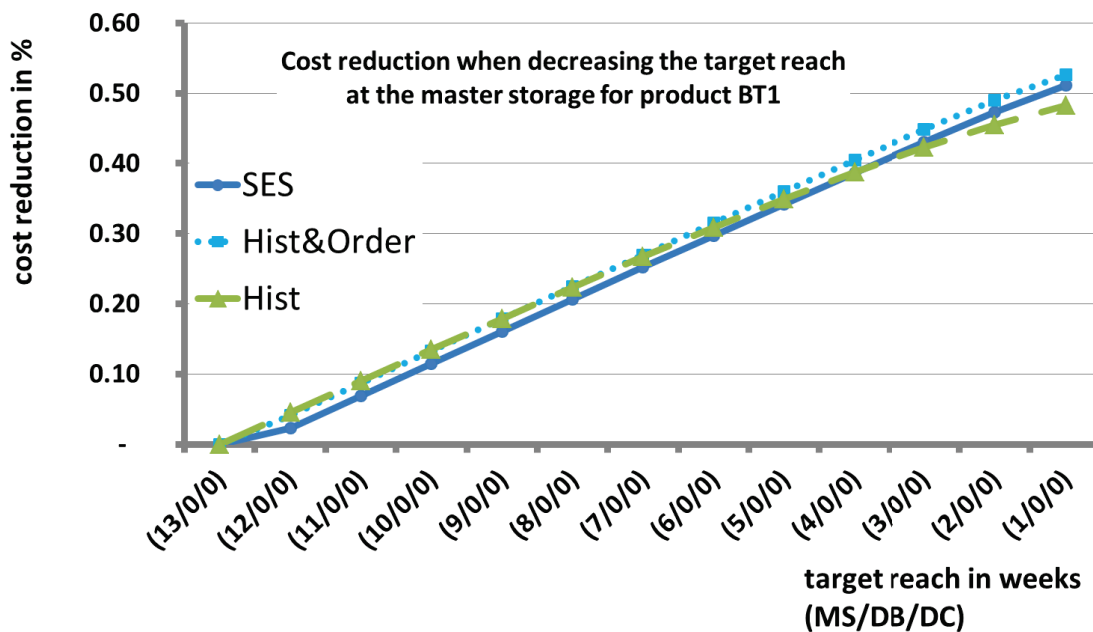 cost reduction in %
0.60
0.50
0.40
0.30
0.20
0.10
-
Cost reduction when decreasing the target reach
at the master storage for product BT1
SES
Hist&Order
Hist
(13/0/0)
(12/0/0)
(11/0/0)
(10/0/0)
(9/0/0)
(8/0/0)
(7/0/0)
(6/0/0)
(5/0/0)
(4/0/0)
(3/0/0)
(2/0/0)
(1/0/0)
target reach in weeks
(MS/DB/DC)